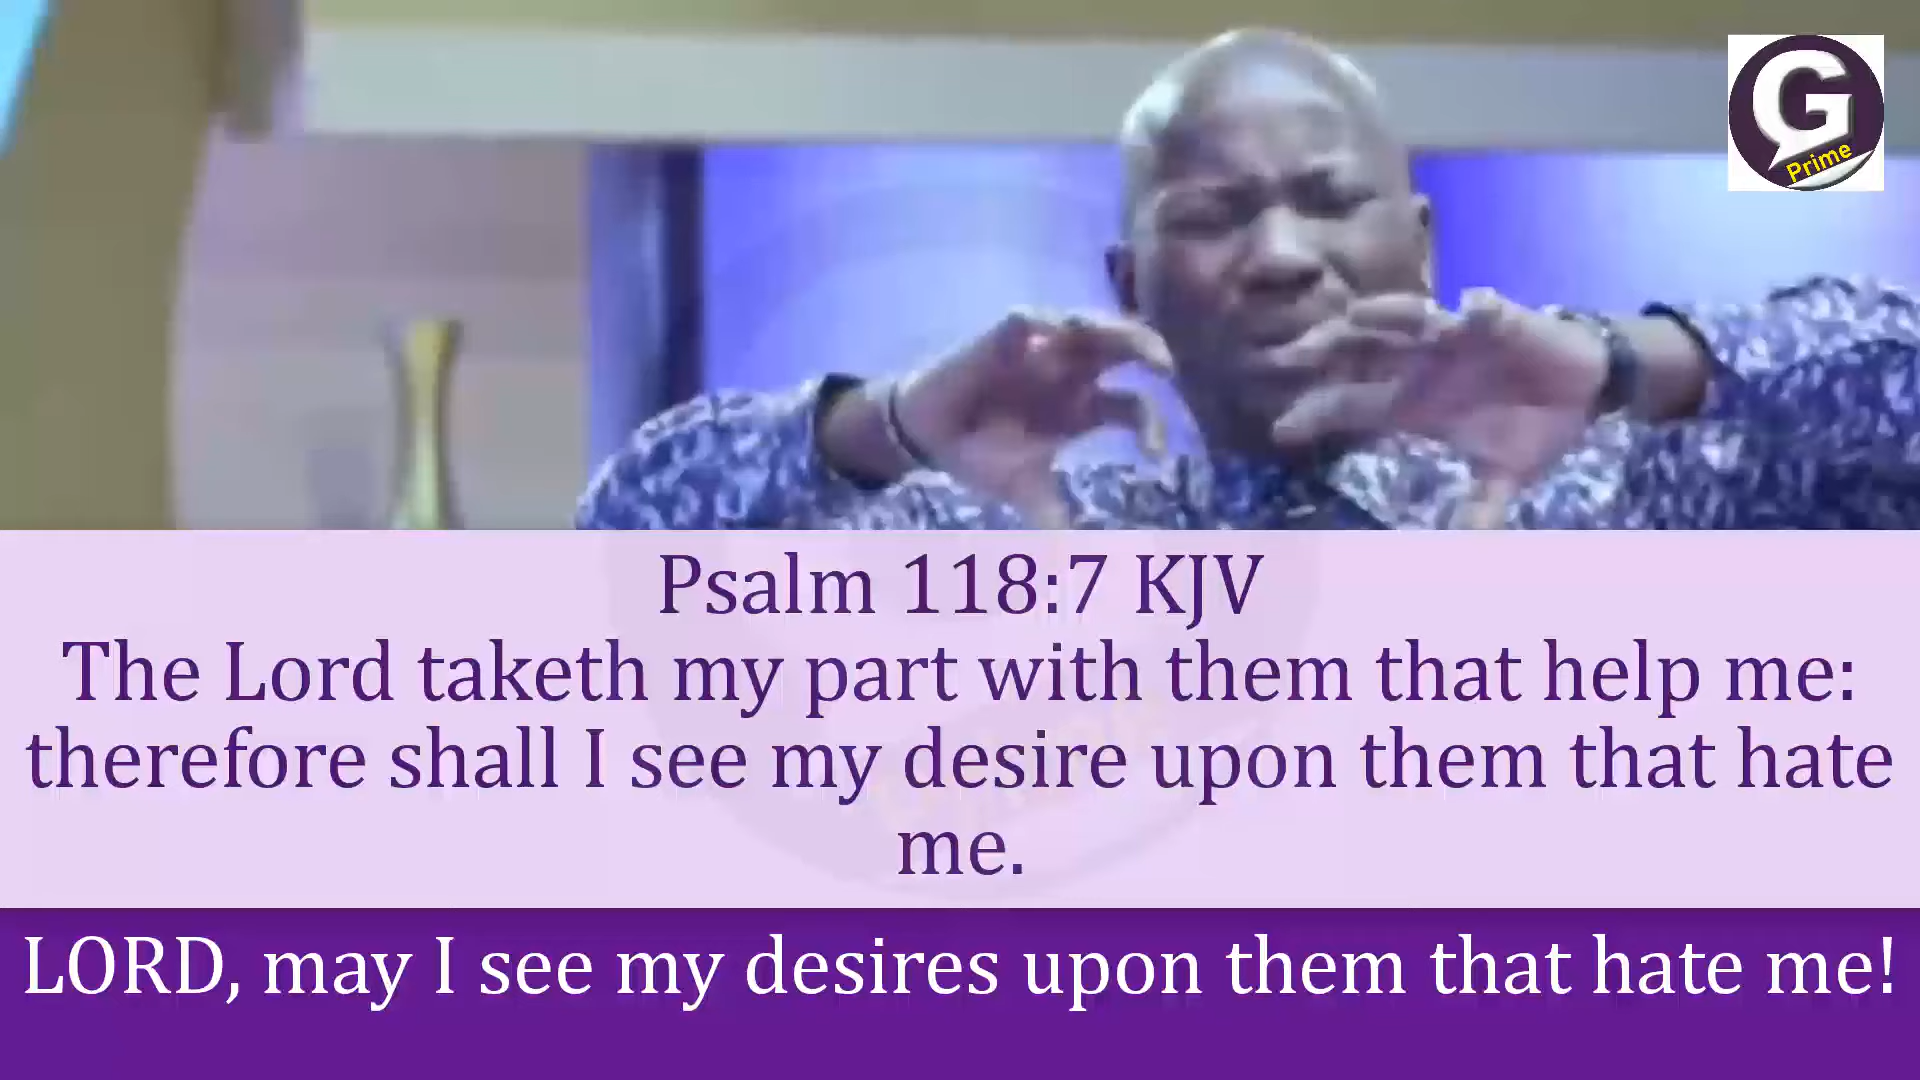 G
Prime
Psalm 118:7 KJV
The Lord taketh my part with them that help me:
therefore shall I see my desire upon them that hate
me.
LORD, may I see my desires upon them that hate me!